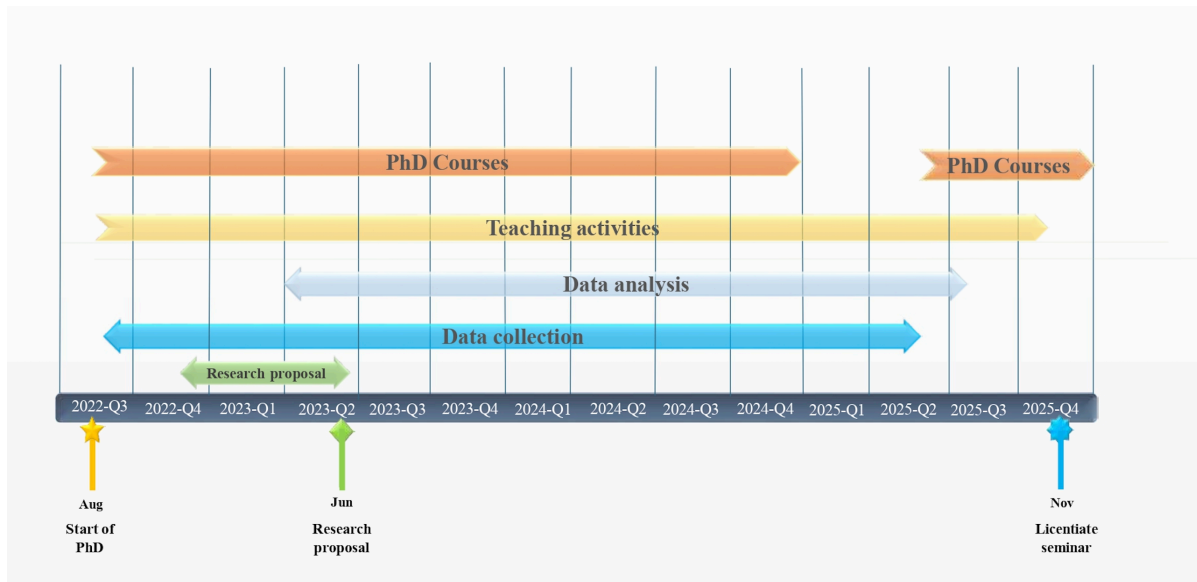 PhD Courses
PhD Courses
Teaching activities
Data analysis
Data collection
Research proposal
2022-Q3 2022-Q4 2023-Q1 2023-Q2 2023-Q3 2023-Q4 2024-Q1 2024-Q2 2024-Q3 2024-Q4 2025-Q1 2025-Q2 2025-Q3 2025-Q4
Aug
Start of
PhD
Jun
Research
proposal
Nov
Licentiate
seminar